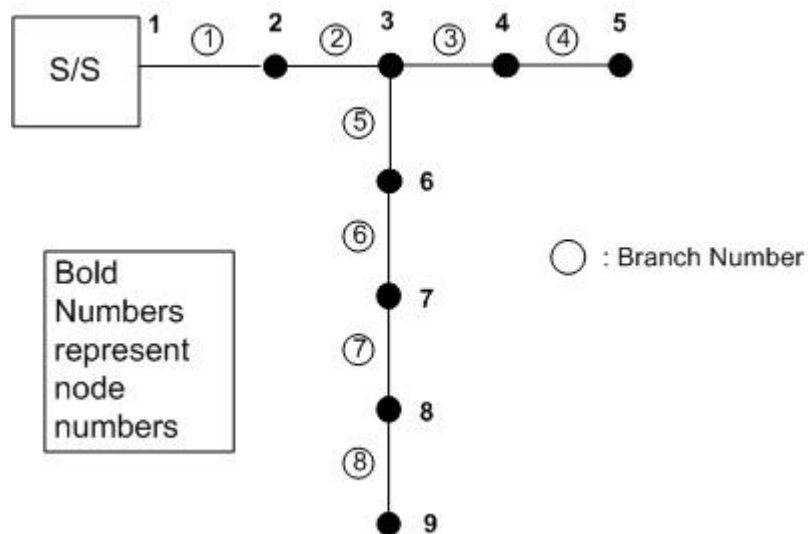 1 ① 2 ② 3 ③ 4 ④ 5
S/S
⑤
6
⑥
Bold
Numbers
represent
node
numbers
○ : Branch Number
7
⑦
8
⑧
9